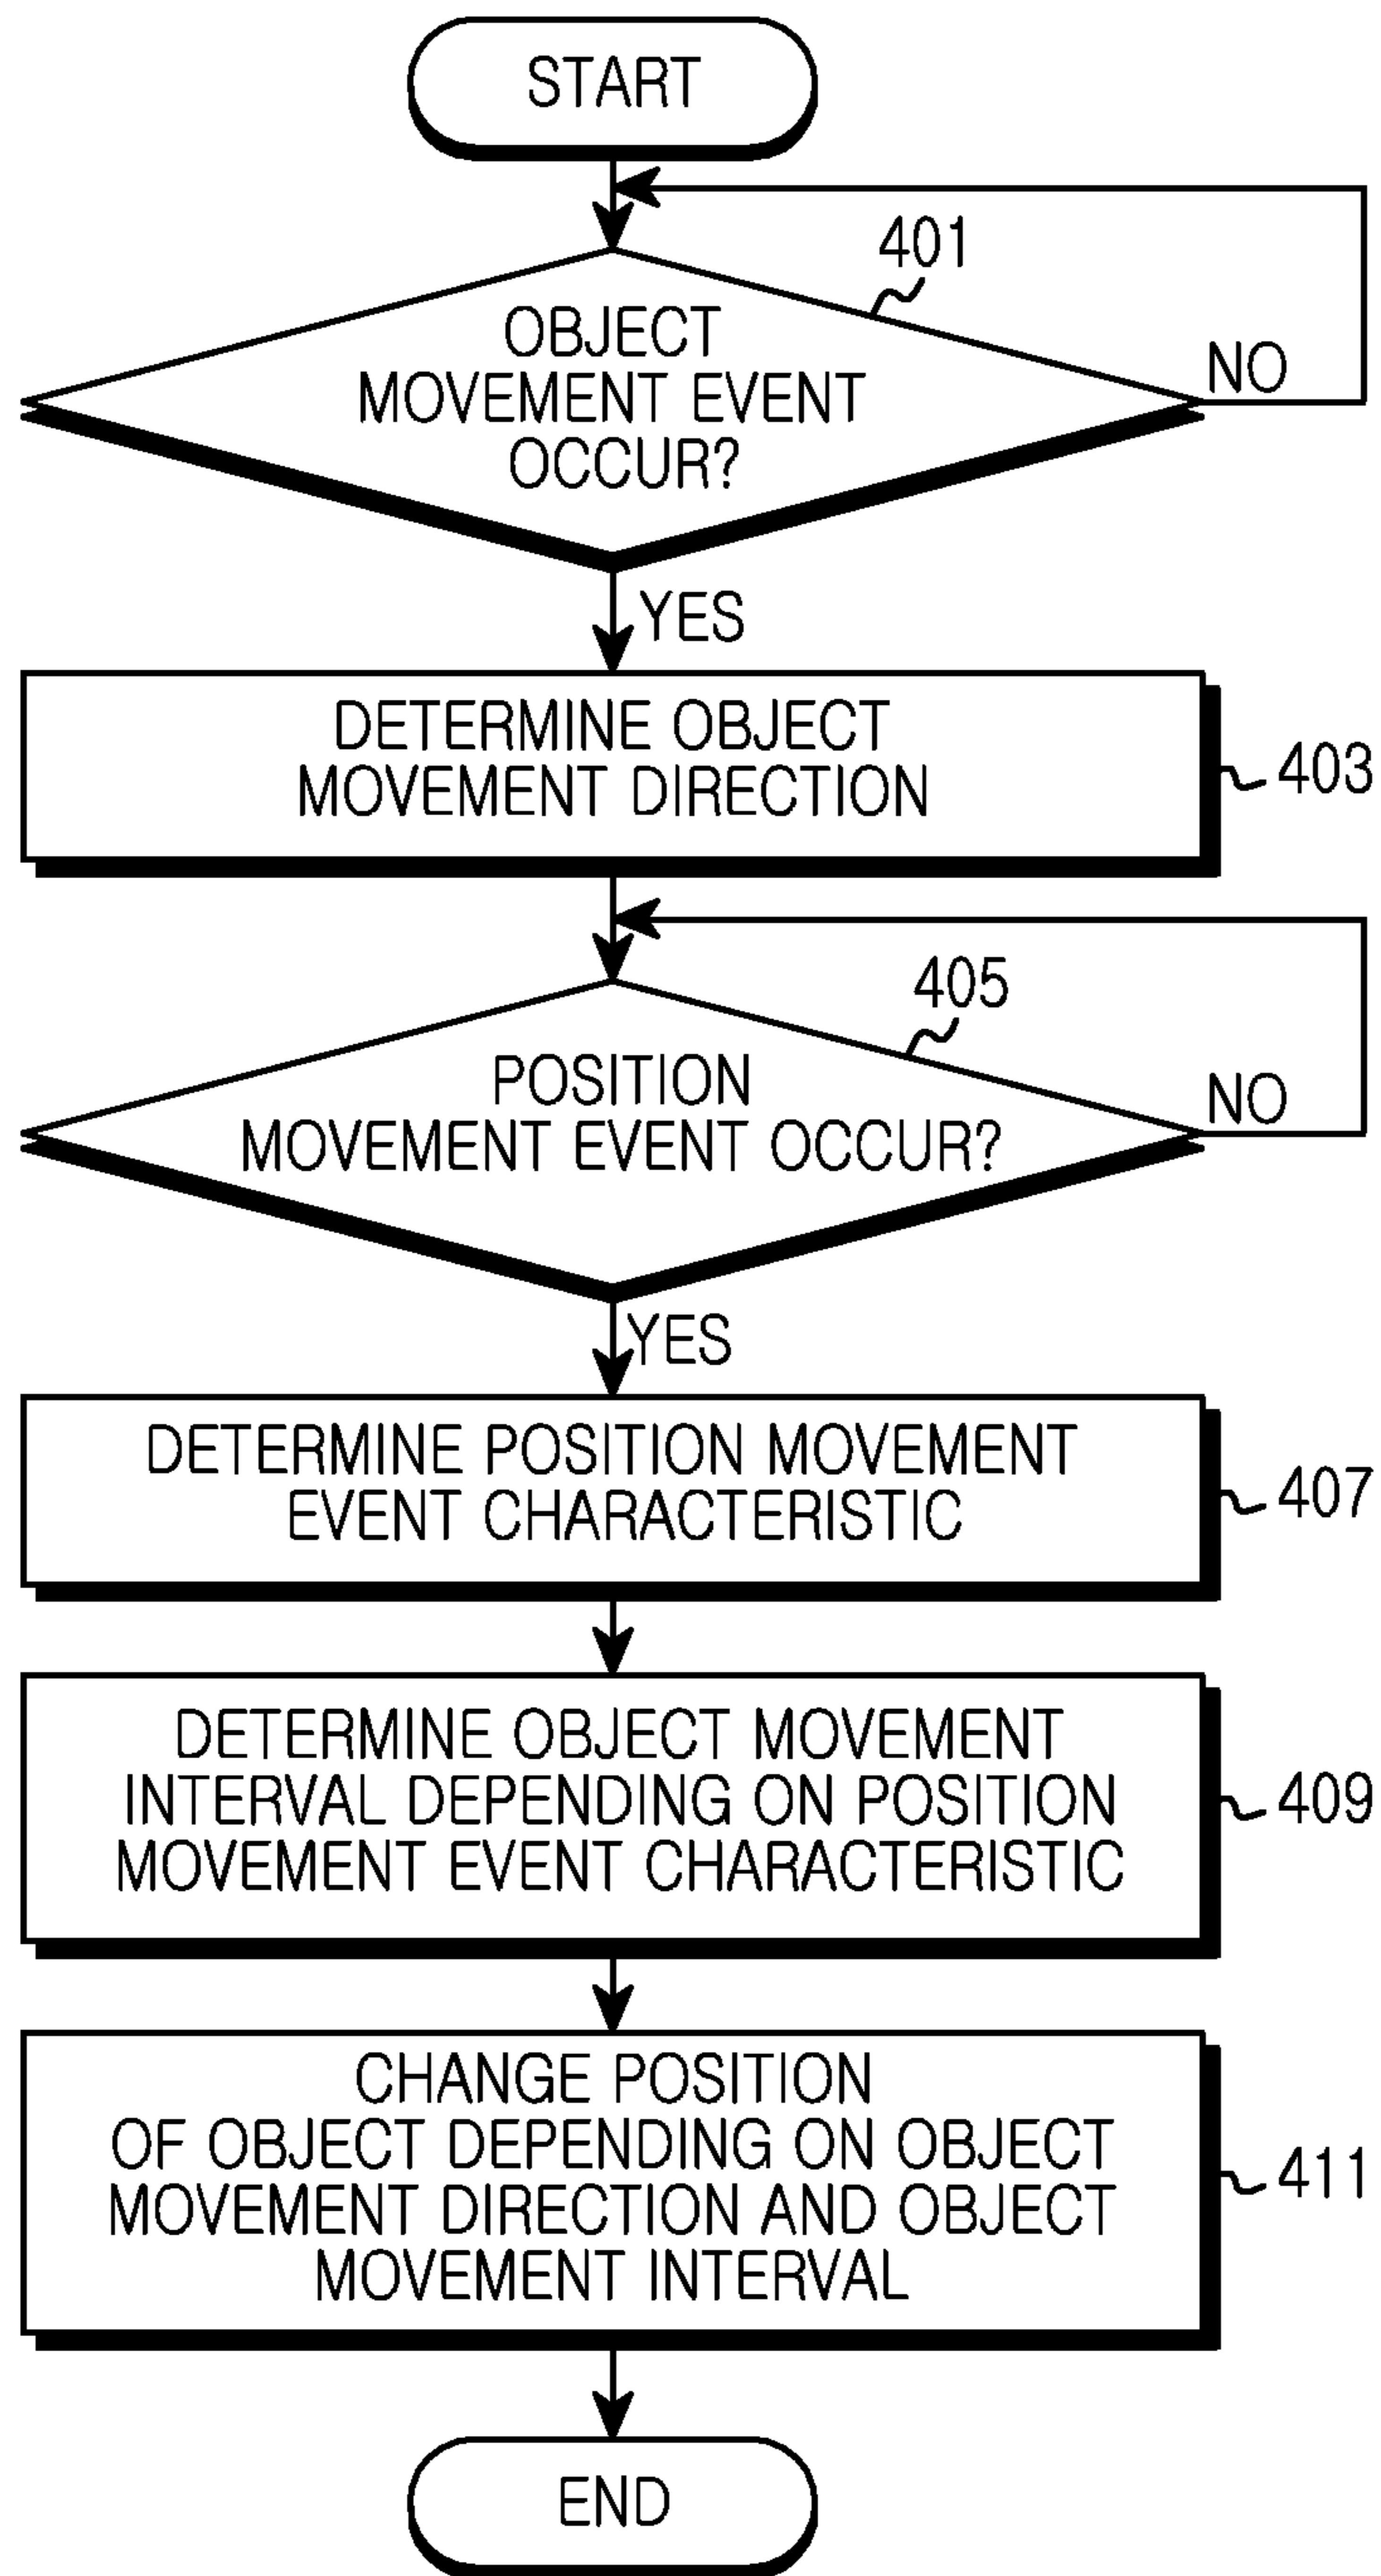 START
401
OBJECT
MOVEMENT EVENT
OCCUR?
NO
YES
DETERMINE OBJECT
MOVEMENT DIRECTION
403
405
POSITION
MOVEMENT EVENT OCCUR?
NO
YES
DETERMINE POSITION MOVEMENT
EVENT CHARACTERISTIC
407
DETERMINE OBJECT MOVEMENT
INTERVAL DEPENDING ON POSITION
MOVEMENT EVENT CHARACTERISTIC
409
CHANGE POSITION
OF OBJECT DEPENDING ON OBJECT
MOVEMENT DIRECTION AND OBJECT
MOVEMENT INTERVAL
411
END